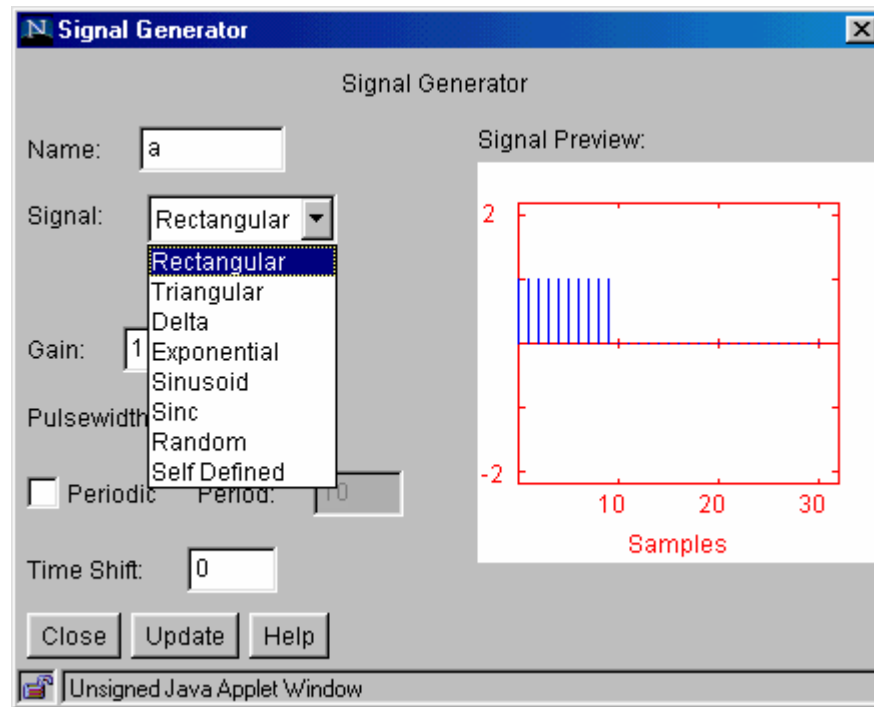 N Signal Generator
Signal Generator
Name: a
Signal: Rectangular
Rectangular
Triangular
Delta
Exponential
Sinusoid
Sinc
Random
Self Defined
Gain: 1
Pulsewidth
Periodic Period: 10
Time Shift: 0
Close Update Help
Unsigned Java Applet Window
Signal Preview:
2
-2
10 20 30
Samples